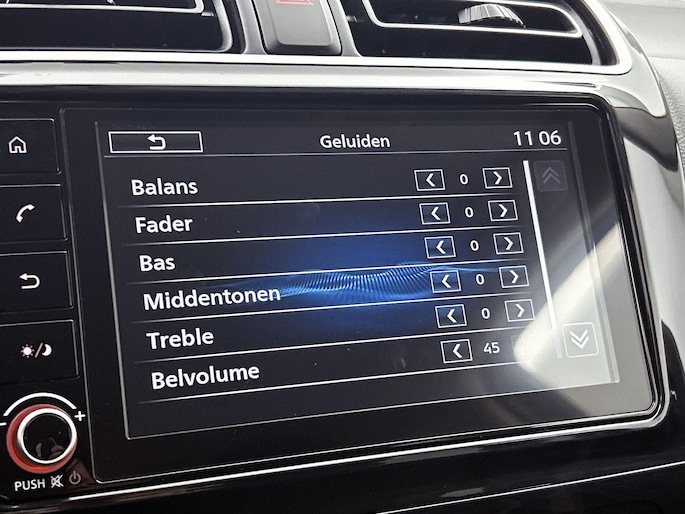 Geluiden 11 06
Balans 0
Fader 0
Bas 0
Middentonen 0
Treble 0
Belvolume 45
- +
PUSH